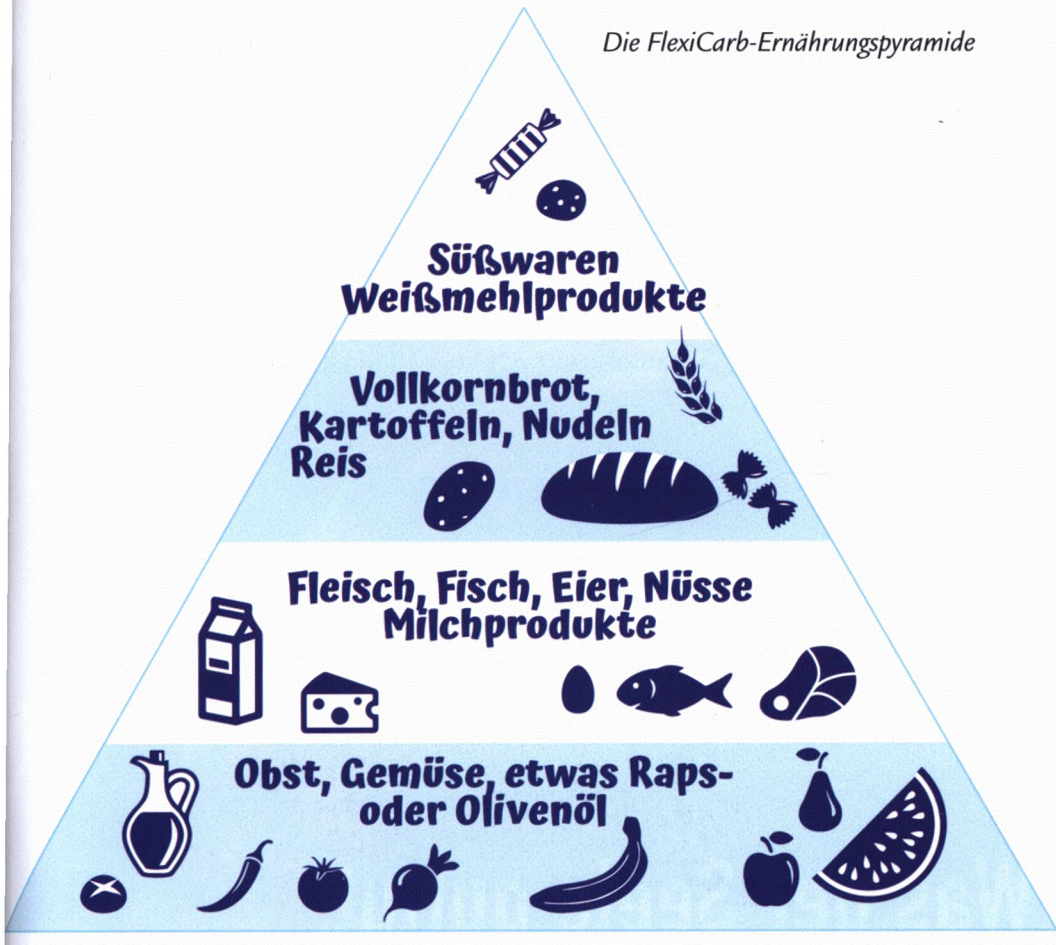 Die FlexiCarb-Ernährungspyramide
Süßwaren
Weißmehlprodukte
Vollkornbrot,
Kartoffeln, Nudeln
Reis
Fleisch, Fisch, Eier, Nüsse
Milchprodukte
Obst, Gemüse, etwas Raps-
oder Olivenöl